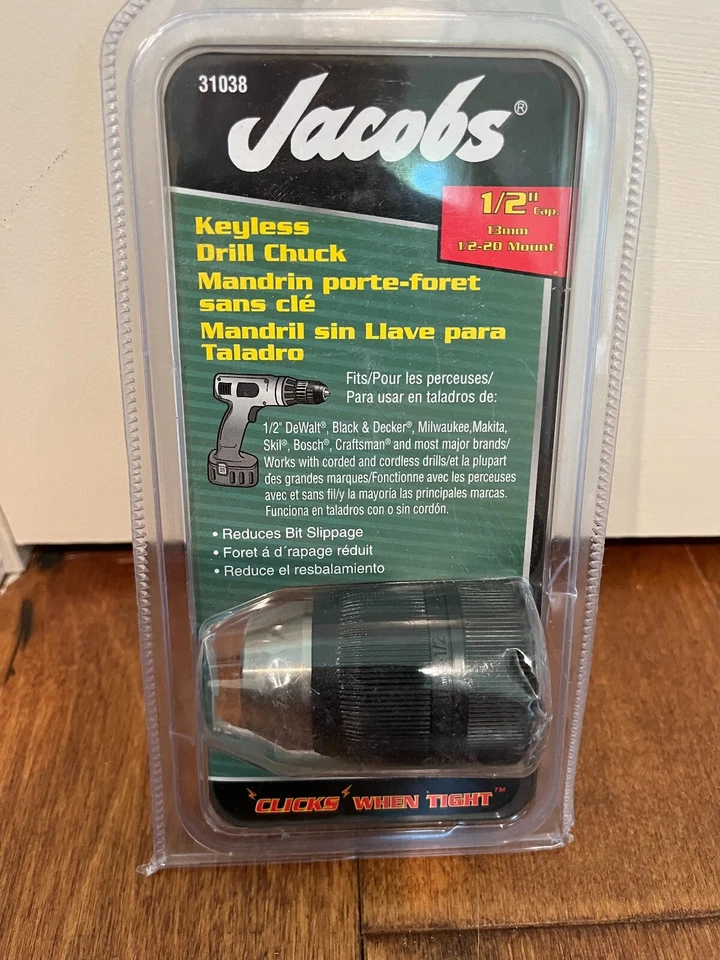 31038
Jacobs®
1/2" Cap.
13mm
1/2-20 Mount
Keyless
Drill Chuck
Mandrin porte-foret
sans clé
Mandril sin Llave para
Taladro
Fits/Pour les perceuses/
Para usar en taladros de:
1/2" DeWalt®, Black & Decker®, Milwaukee,Makita,
Skil®, Bosch®, Craftsman® and most major brands/
Works with corded and cordless drills/et la plupart
des grandes marques/Fonctionne avec les perceuses
avec et sans fil/y la mayoría las principales marcas.
Funciona en taladros con o sin cordón.
• Reduces Bit Slippage
• Foret á d´rapage réduit
• Reduce el resbalamiento
1/2
CLICKS WHEN TIGHT™